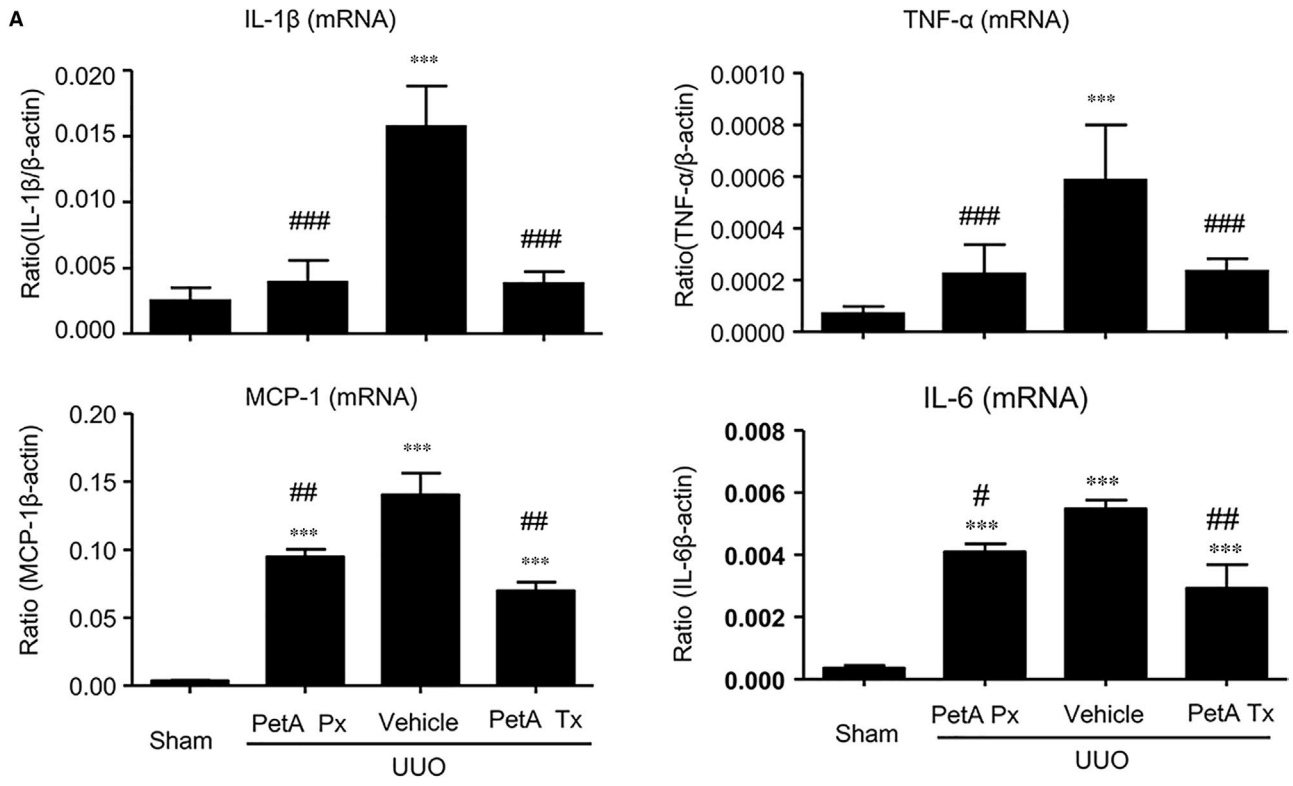 A
IL-1β (mRNA)
Ratio(IL-1β/β-actin)
0.020
0.015
0.010
0.005
0.000
###
***
###
TNF-α (mRNA)
Ratio(TNF-α/β-actin)
0.0010
0.0008
0.0006
0.0004
0.0002
0.0000
###
***
###
MCP-1 (mRNA)
Ratio (MCP-1β-actin)
0.20
0.15
0.10
0.05
0.00
##
***
***
##
***
Sham
PetA Px
Vehicle
PetA Tx
UUO
IL-6 (mRNA)
Ratio (IL-6β-actin)
0.008
0.006
0.004
0.002
0.000
#
***
***
##
***
Sham
PetA Px
Vehicle
PetA Tx
UUO